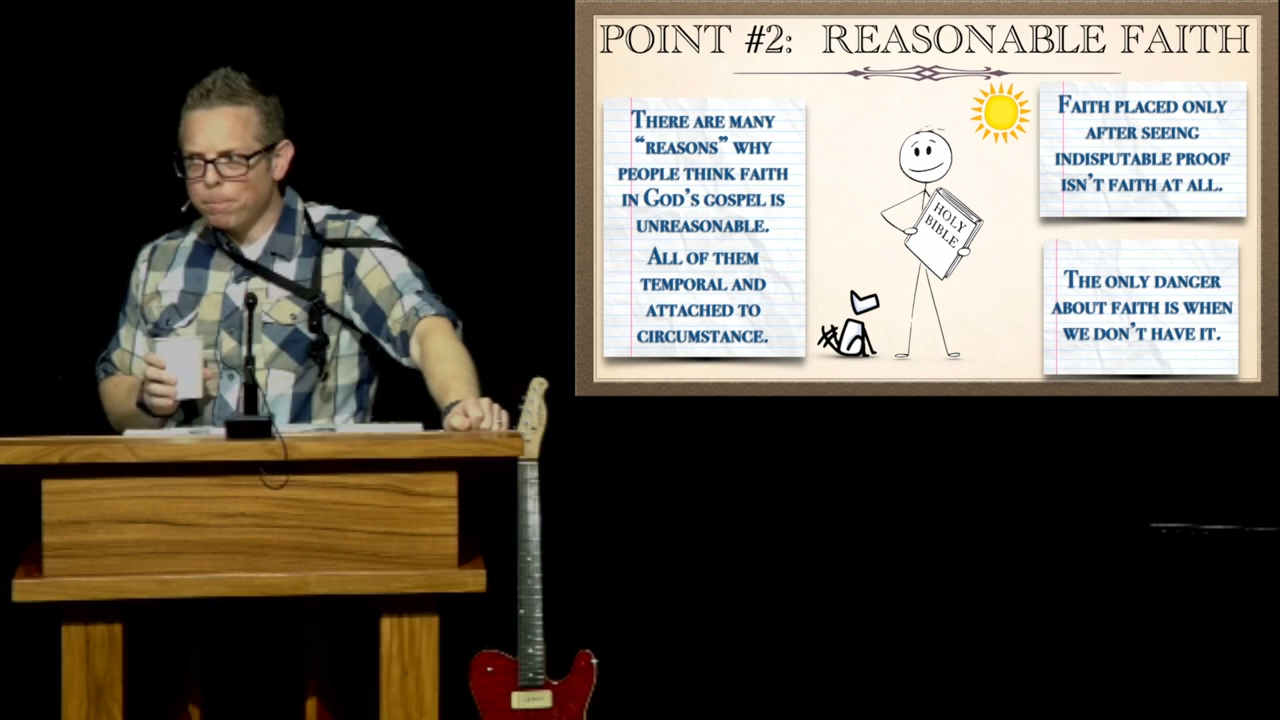 POINT #2: REASONABLE FAITH
THERE ARE MANY
“REASONS” WHY
PEOPLE THINK FAITH
IN GOD’S GOSPEL IS
UNREASONABLE.
ALL OF THEM
TEMPORAL AND
ATTACHED TO
CIRCUMSTANCE.
HOLY
BIBLE
FAITH PLACED ONLY
AFTER SEEING
INDISPUTABLE PROOF
ISN’T FAITH AT ALL.
THE ONLY DANGER
ABOUT FAITH IS WHEN
WE DON’T HAVE IT.